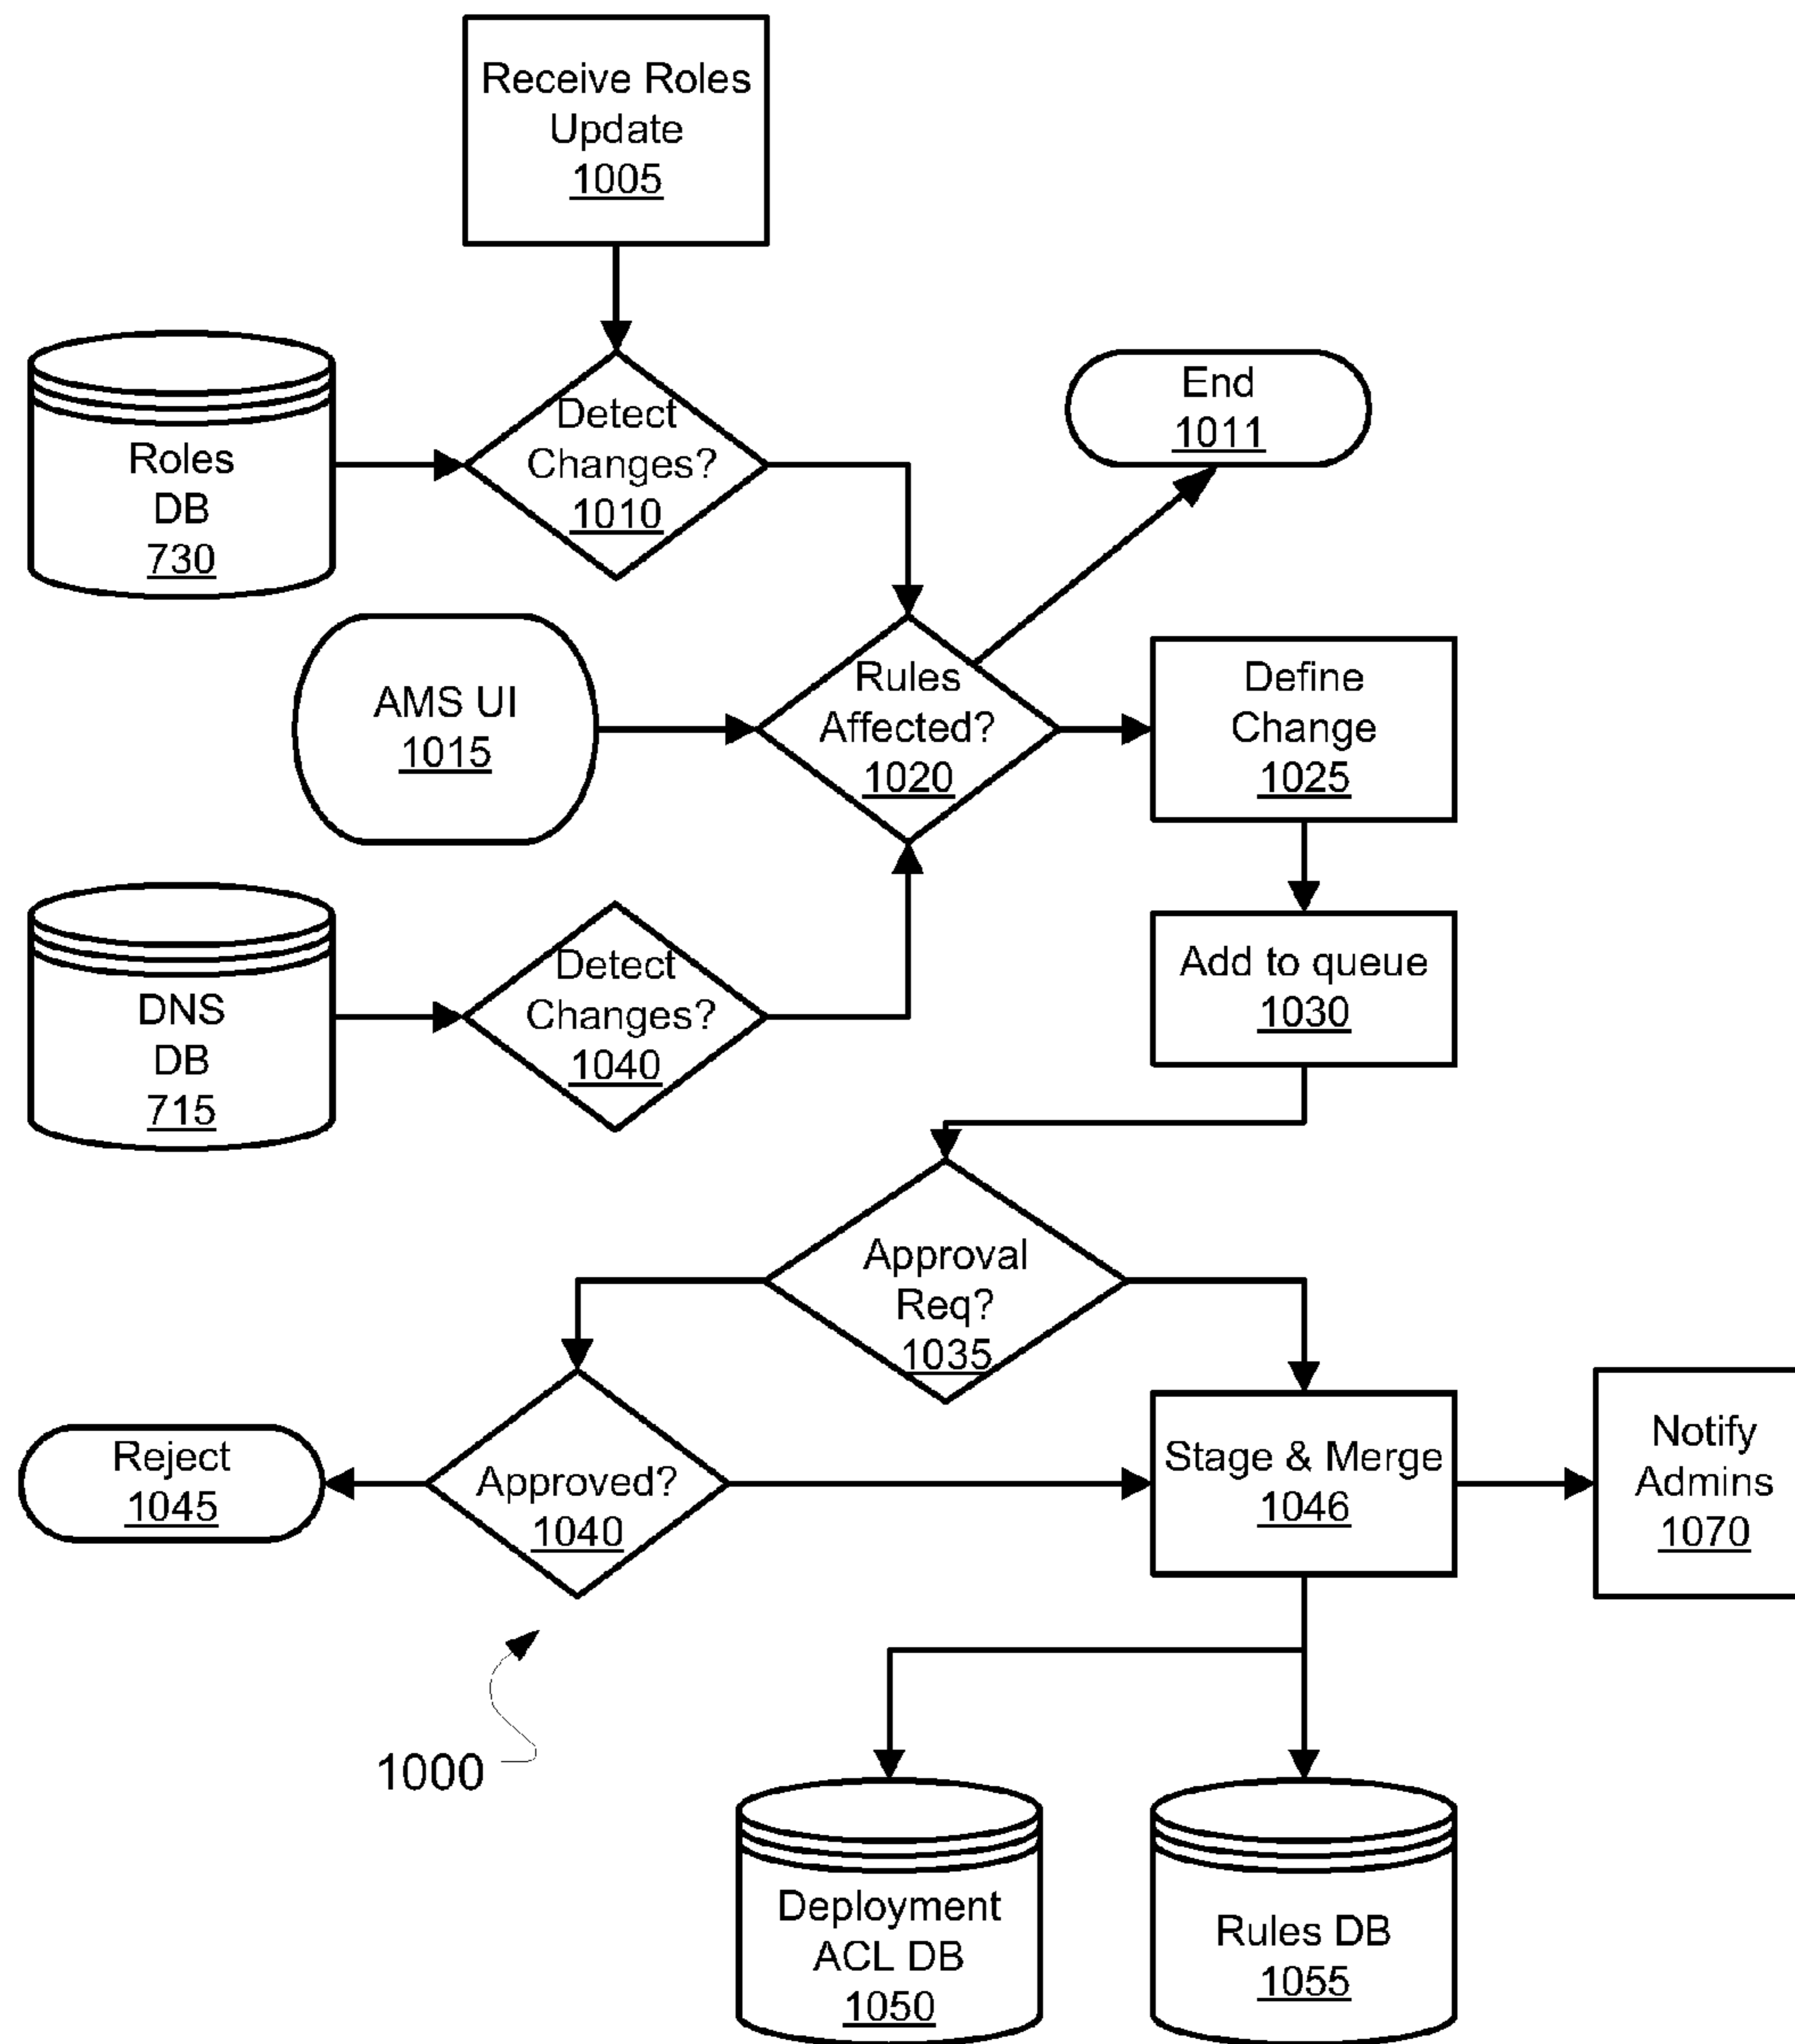 Receive Roles
Update
1005
Roles
DB
730
Detect
Changes?
1010
End
1011
AMS UI
1015
Rules
Affected?
1020
Define
Change
1025
DNS
DB
715
Detect
Changes?
1040
Add to queue
1030
Approval
Req?
1035
Reject
1045
Approved?
1040
Stage & Merge
1046
Notify
Admins
1070
1000
Deployment
ACL DB
1050
Rules DB
1055